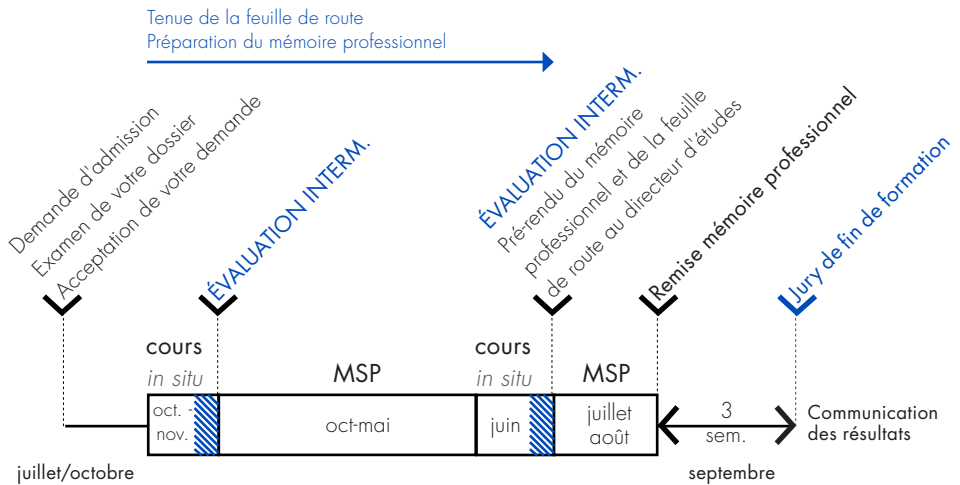 Tenue de la feuille de route
Préparation du mémoire professionnel
Demande d'admission
Examen de votre dossier
Acceptation de votre demande
ÉVALUATION INTERM.
ÉVALUATION INTERM.
Pré-rendu du mémoire
professionnel et de la feuille
de route au directeur d'études
Remise mémoire professionnel
Jury de fin de formation
cours
in situ
MSP
cours
in situ
MSP
oct. -
nov.
oct-mai
juin
juillet
août
3
sem.
Communication
des résultats
juillet/octobre
septembre